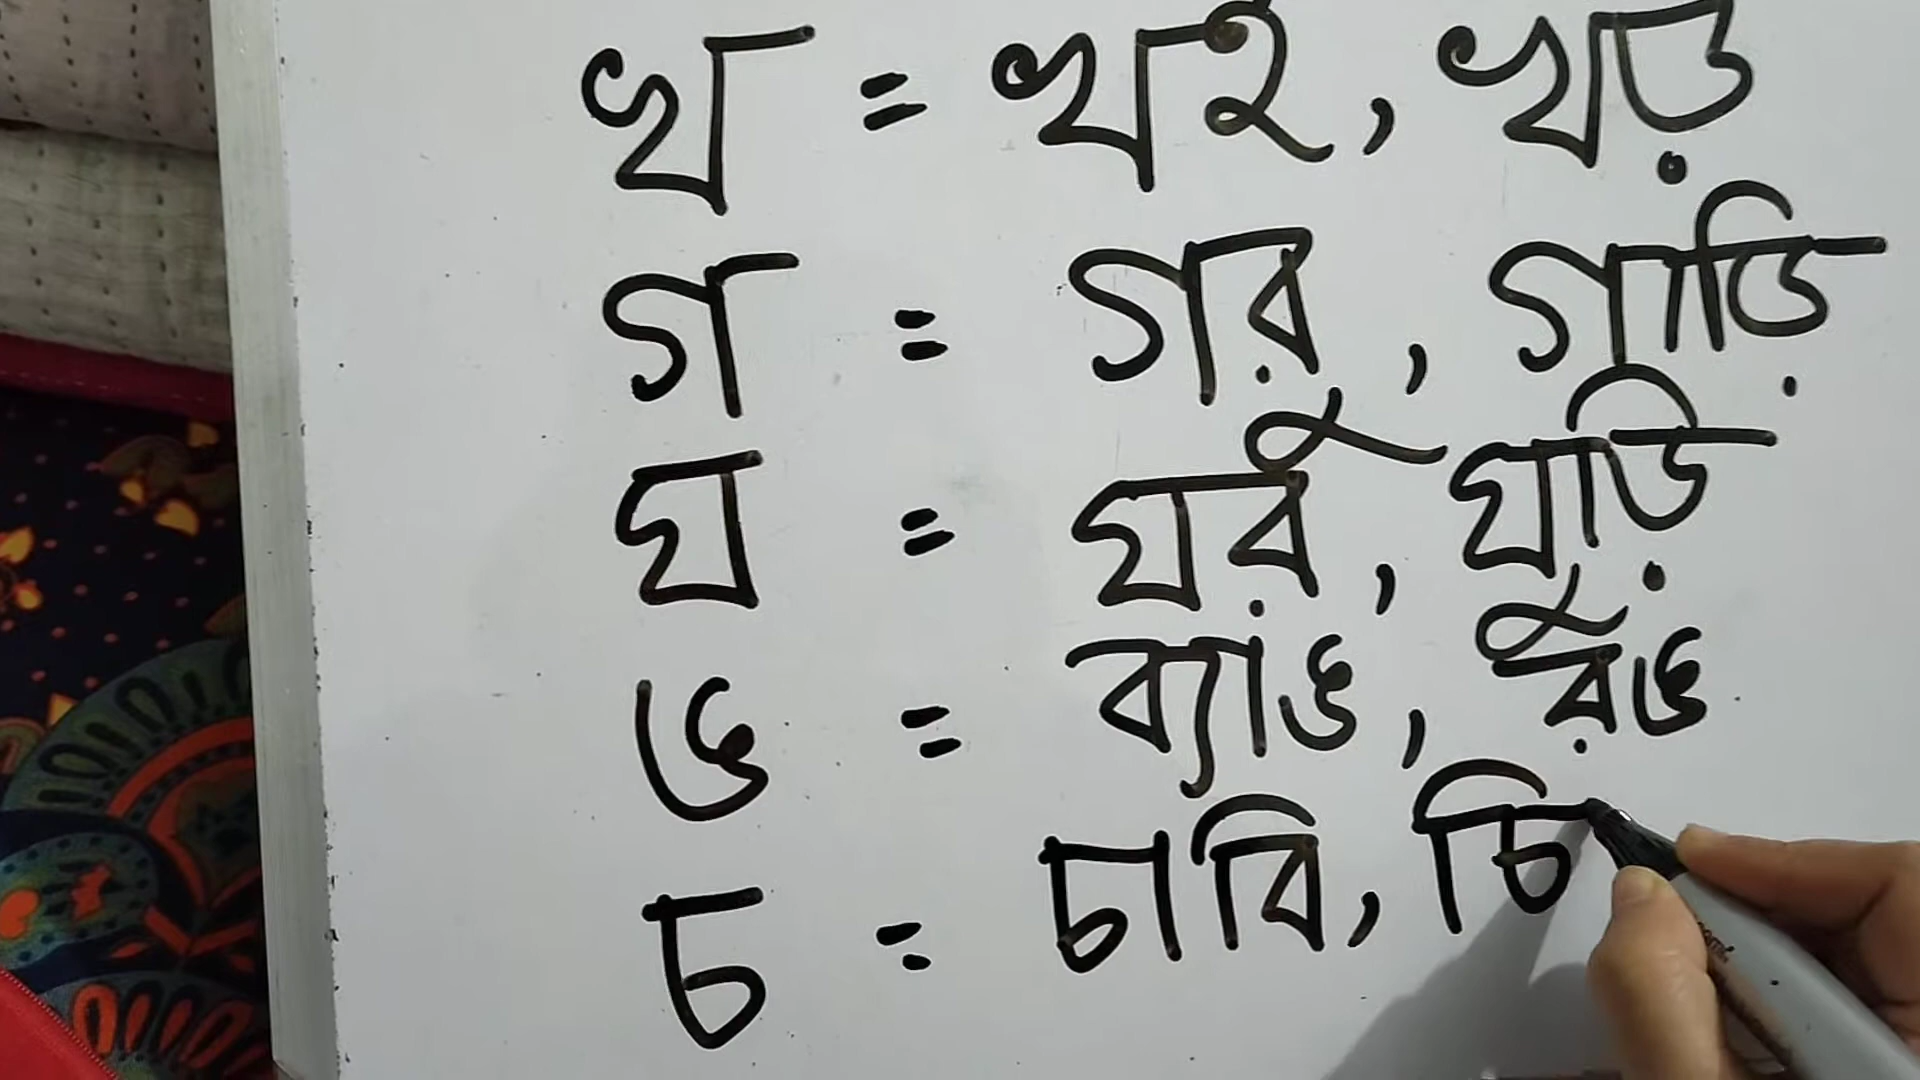 খ = খই, খড়
গ = গরু, গাড়ি
ঘ = ঘর, ঘুড়ি
ঙ = ব্যাঙ, রঙ
চ = চাবি, চি